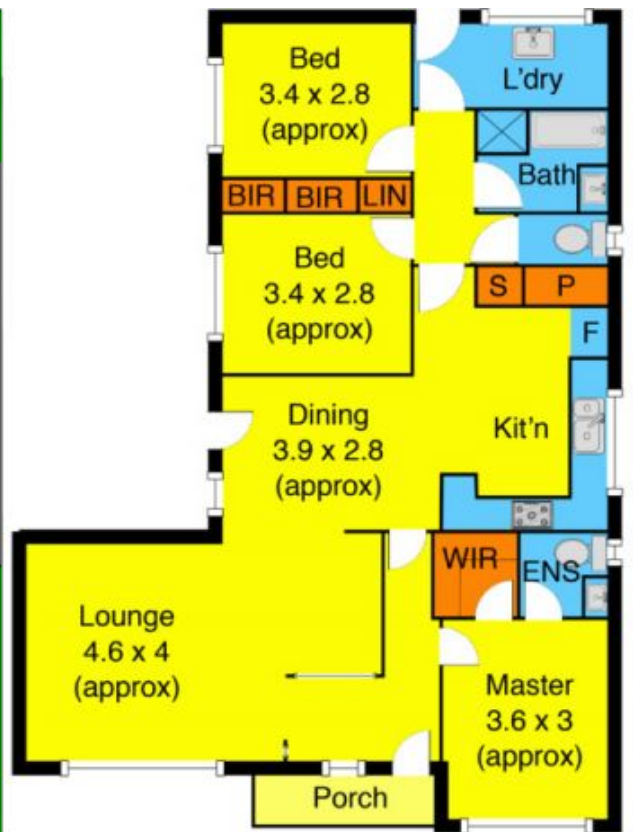 Bed
3.4 x 2.8
(approx)
L'dry
Bath
BIR BIR LIN
Bed
3.4 x 2.8
(approx)
S P
F
Dining
3.9 x 2.8
(approx)
Kit'n
WIR
ENS
Lounge
4.6 x 4
(approx)
Master
3.6 x 3
(approx)
Porch